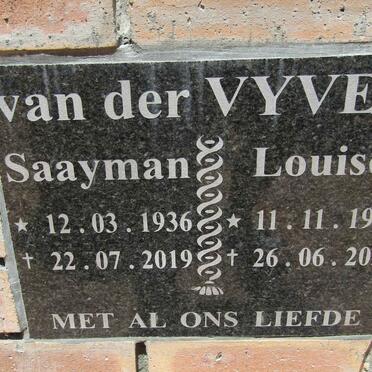 van der VYVE
Saayman Louis
* 12.03.1936 * 11.11.19
† 22.07.2019 † 26.06.20
MET AL ONS LIEFDE